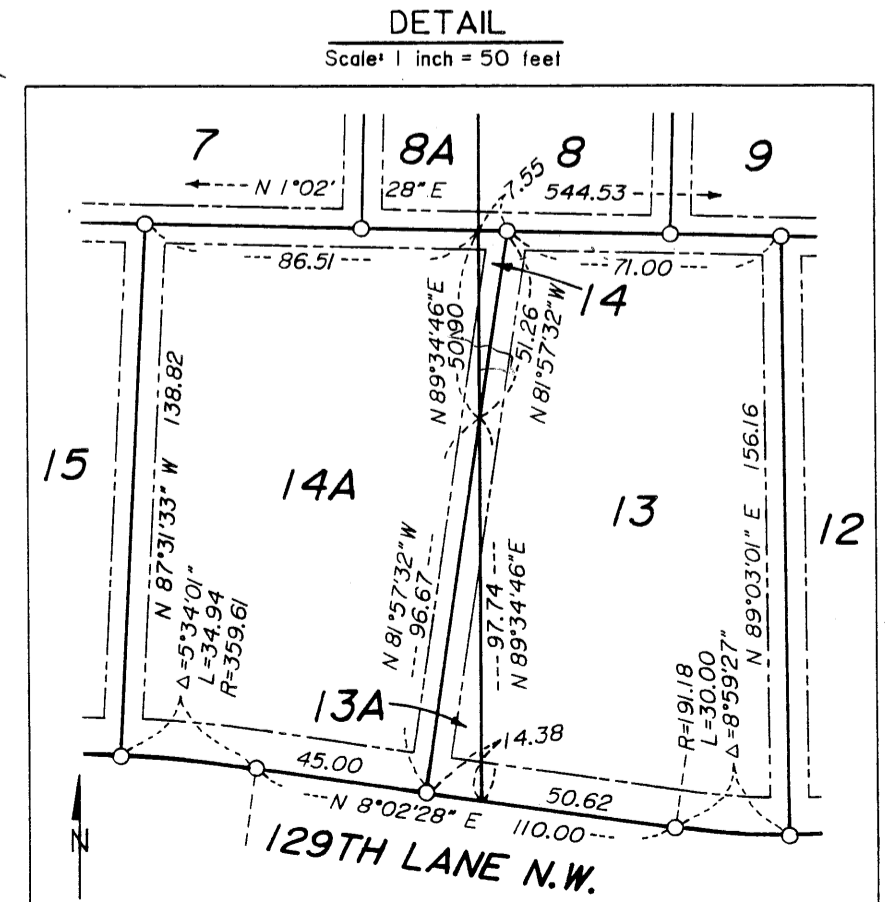 DETAIL
Scale: 1 inch = 50 feet
7
8A
8
9
N 1°02'
28" E
7.55
544.53
86.51
71.00
14
N 89°34'46"E
50.90
51.26
N 81°57'32"W
138.82
N 87°31'33" W
156.16
N 89°03'01" E
15
14A
13
12
Δ=5°34'01"
L=34.94
R=359.61
N 81°57'32"W
96.67
97.74
N 89°34'46"E
R=191.18
L=30.00
Δ=8°59'27"
13A
14.38
45.00
50.62
N 8°02'28" E
110.00
N
129TH LANE N.W.